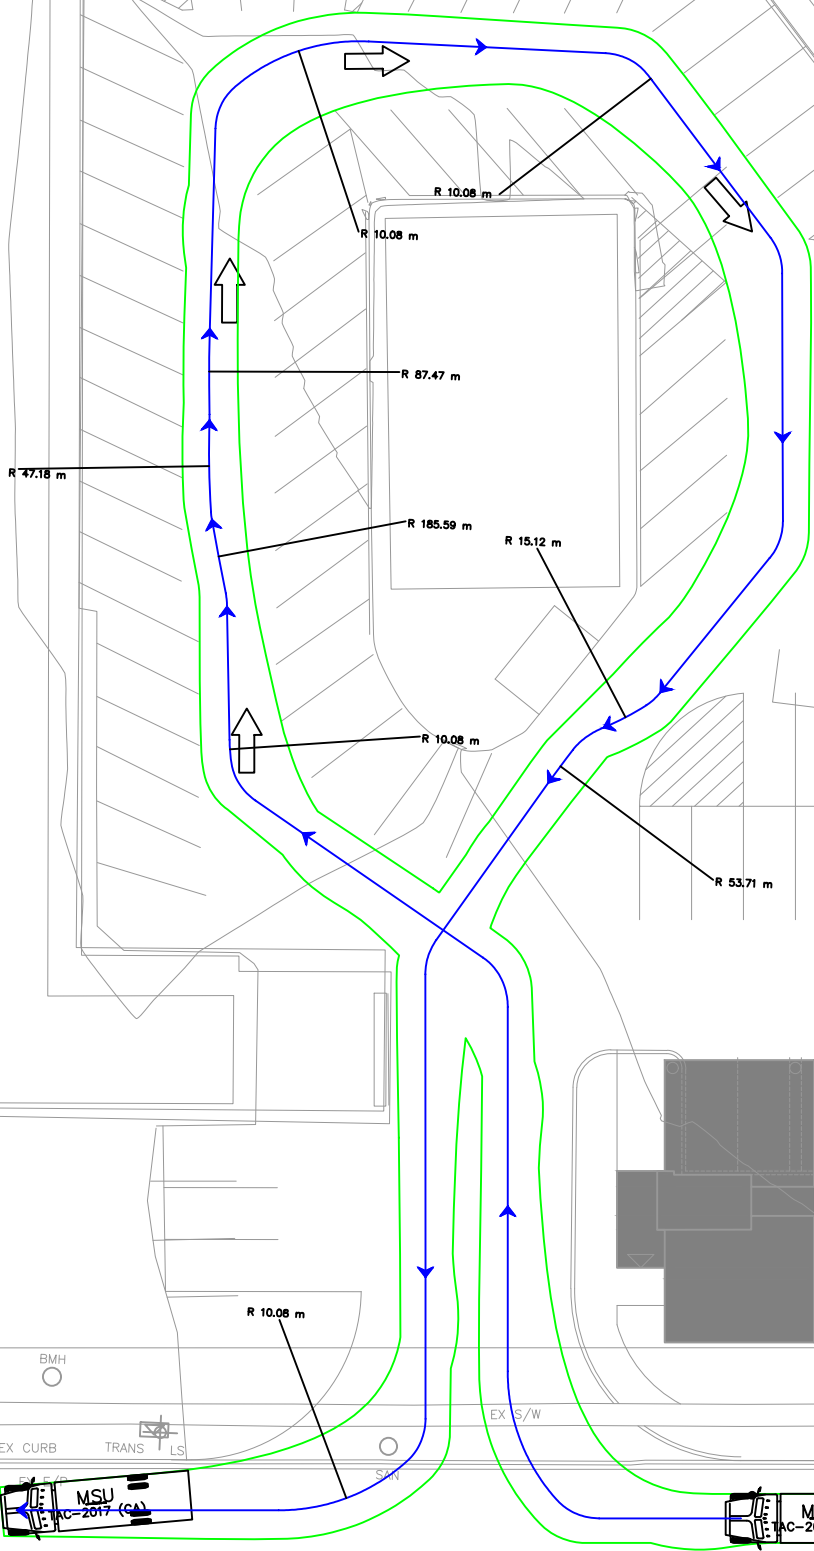 R 10.08 m
R 10.08 m
R 87.47 m
R 47.18 m
R 185.59 m
R 15.12 m
R 10.08 m
R 53.71 m
R 10.08 m
BMH
EX S/W
EX CURB
TRANS
LS
SAN
MSU
TAC-2017 (CA)